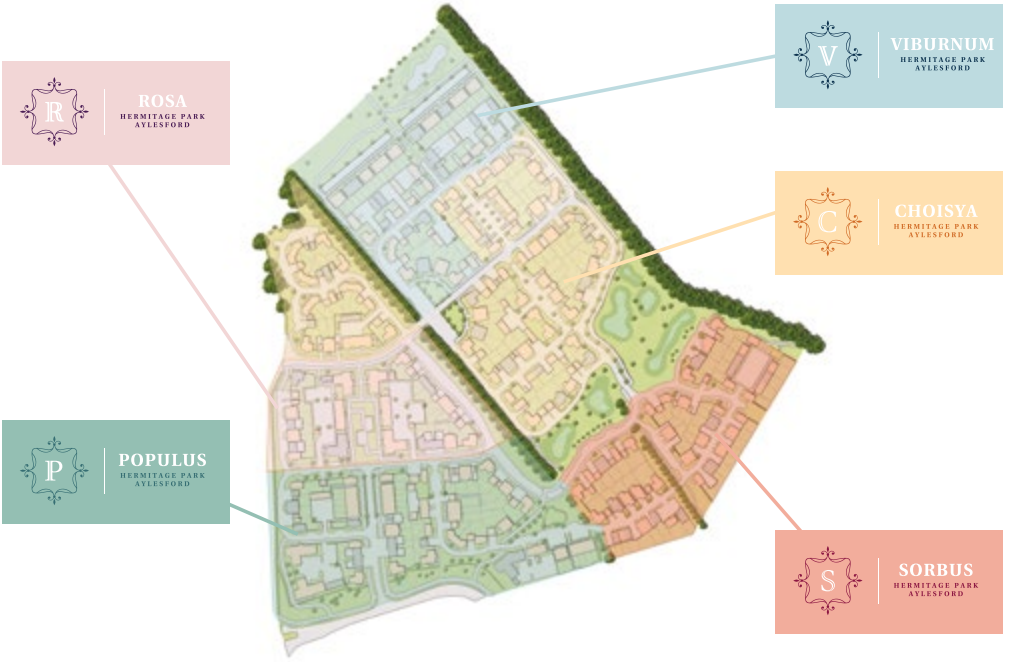 V
VIBURNUM
HERMITAGE PARK
AYLESFORD
R
ROSA
HERMITAGE PARK
AYLESFORD
C
CHOISYA
HERMITAGE PARK
AYLESFORD
P
POPULUS
HERMITAGE PARK
AYLESFORD
S
SORBUS
HERMITAGE PARK
AYLESFORD